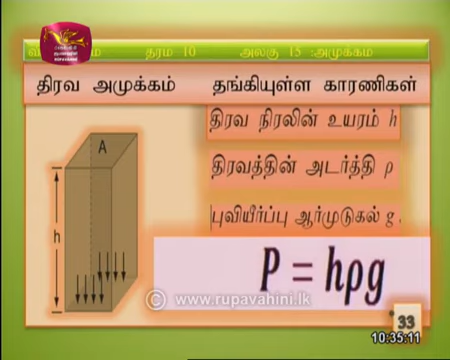 தரம் 10 அலகு 15 :அமுக்கம்
திரவ அமுக்கம் தங்கியுள்ள காரணிகள்
திரவ நிரலின் உயரம் h
திரவத்தின் அடர்த்தி ρ
புவியீர்ப்பு ஆர்முடுகல் g.
A
h
P = hρg
© www.rupavahini.lk
33
10:35:11